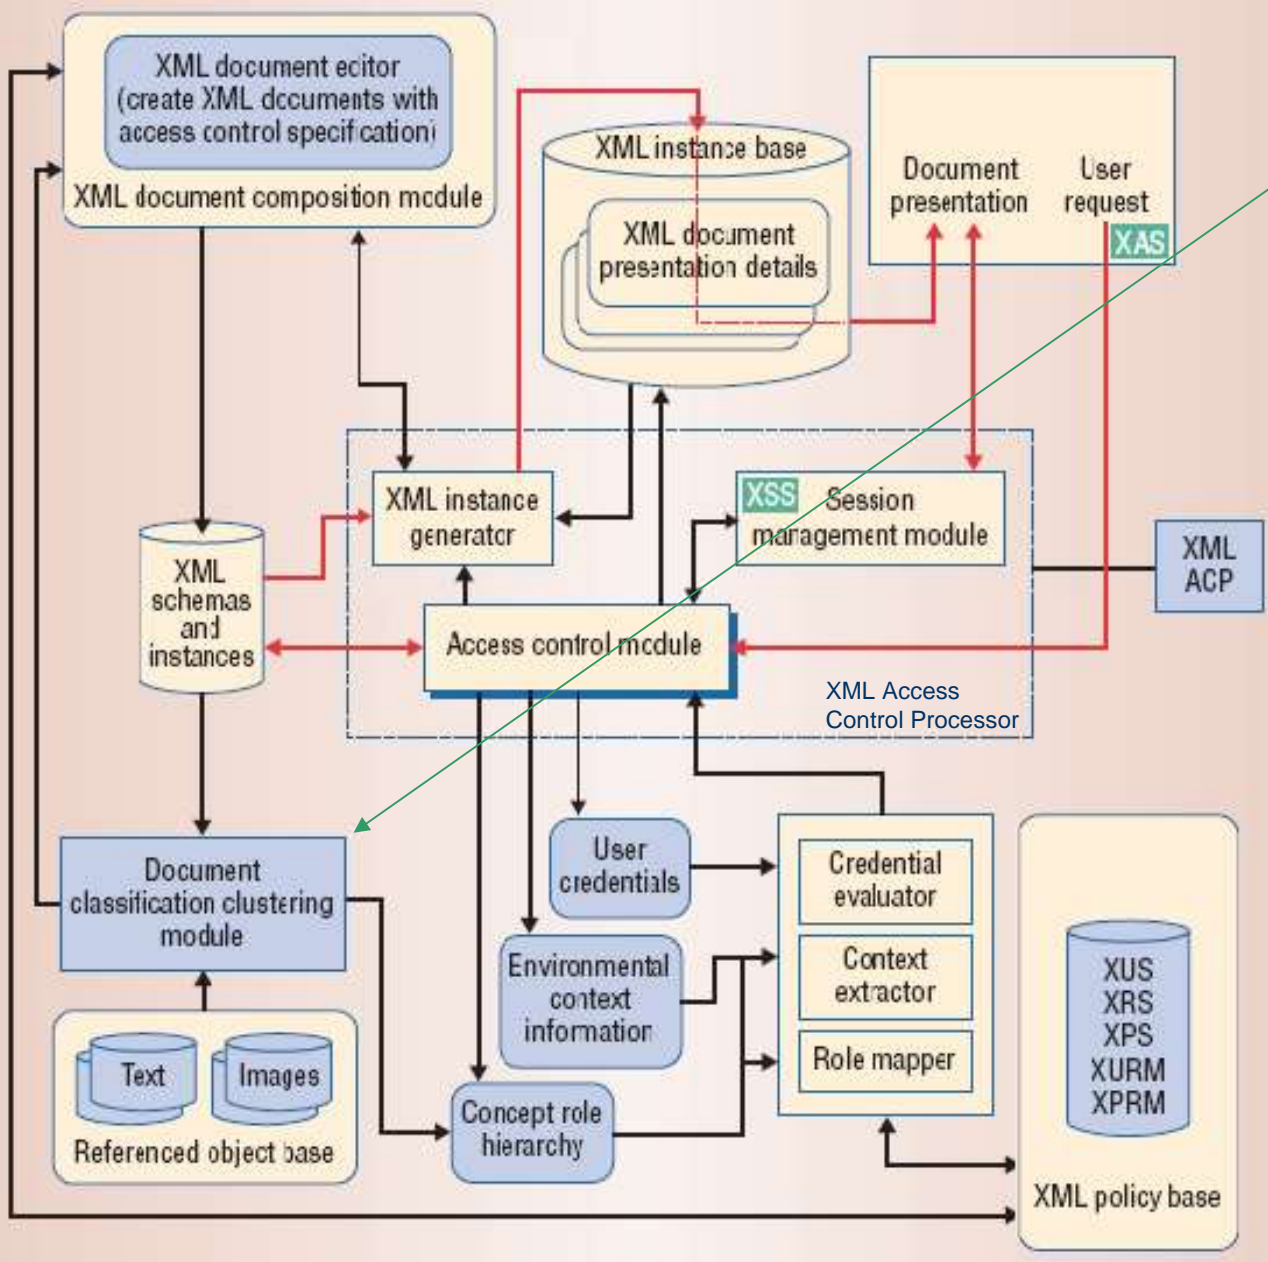 XML document editor
(create XML documents with
access control specification)
XML document composition module
XML instance base
XML document
presentation details
Document
presentation
User
request
XAS
XML instance
generator
XSS
Session
management module
XML
ACP
XML
schemas
and
instances
Access control module
XML Access
Control Processor
Document
classification clustering
module
User
credentials
Credential
evaluator
Context
extractor
Role mapper
Environmental
context
information
XUS
XRS
XPS
XURM
XPRM
Text
Images
Referenced object base
Concept role
hierarchy
XML policy base